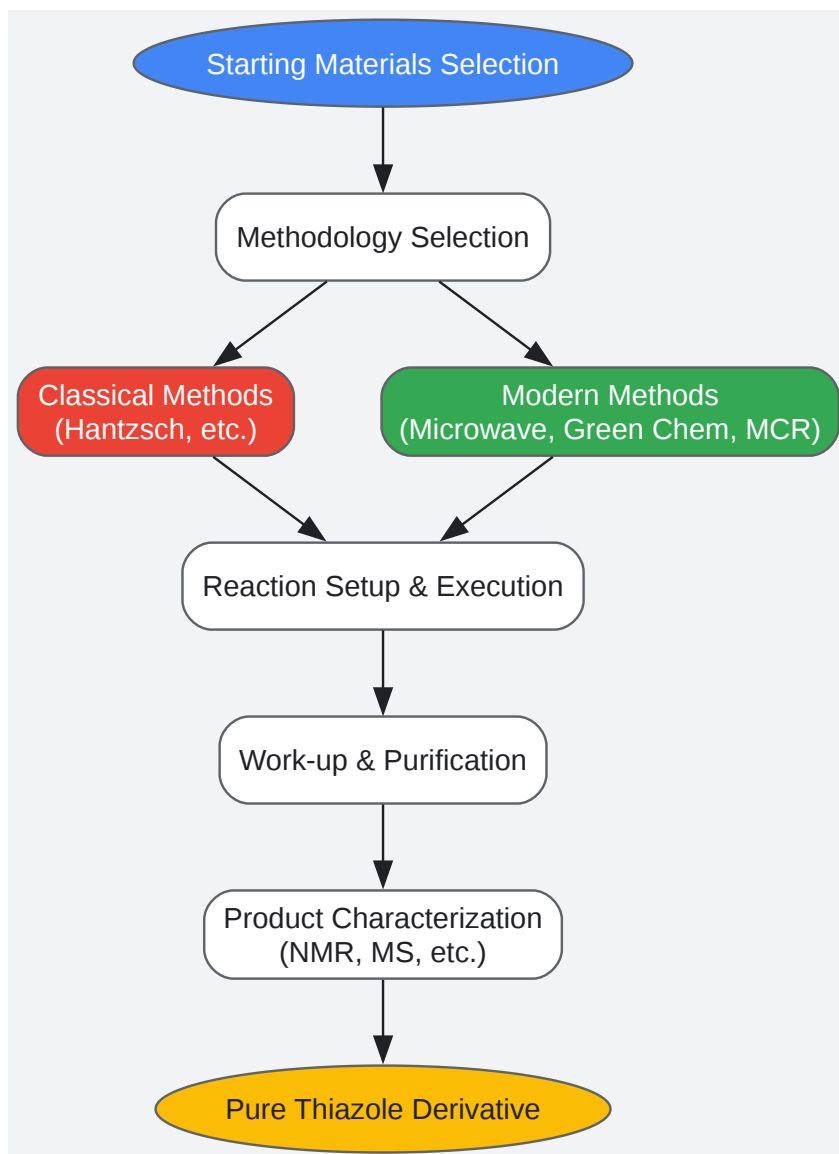 Starting Materials Selection
Methodology Selection
Classical Methods
(Hantzsch, etc.)
Modern Methods
(Microwave, Green Chem, MCR)
Reaction Setup & Execution
Work-up & Purification
Product Characterization
(NMR, MS, etc.)
Pure Thiazole Derivative